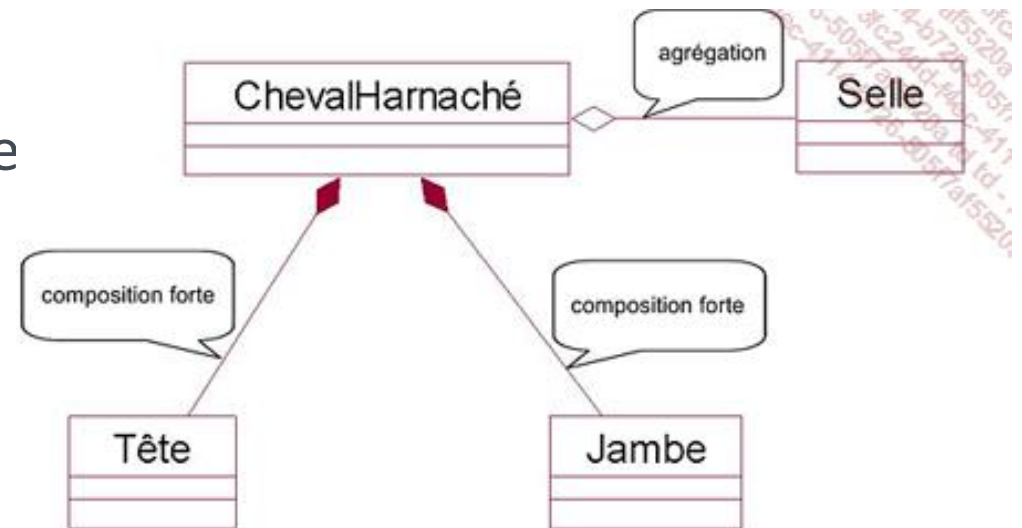 agrégation
ChevalHarnaché
Selle
e
composition forte
composition forte
Tête
Jambe